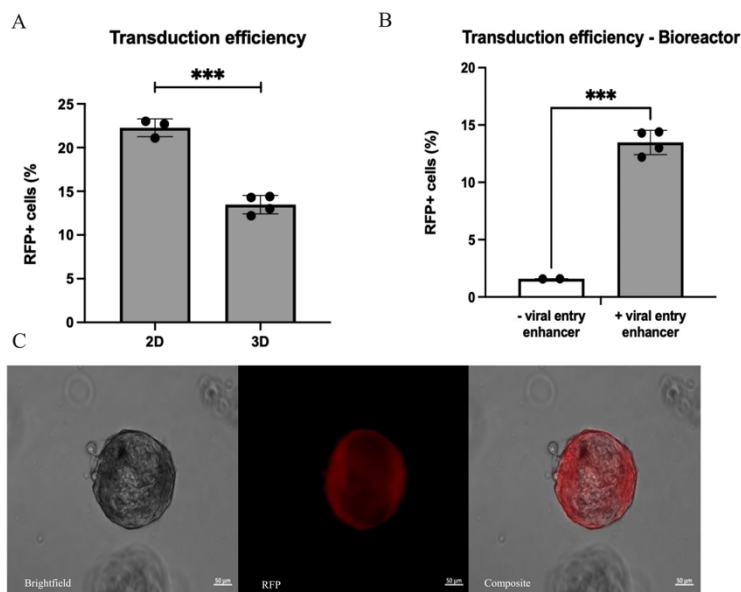 A
Transduction efficiency
***
RFP+ cells (%
25
20
15
10
5
0
2D
3D
B
Transduction efficiency - Bioreactor
***
RFP+ cells (%)
20
15
10
5
0
- viral entry
enhancer
+ viral entry
enhancer
C
Brightfield
50 μm
RFP
50 μm
Composite
50 μm